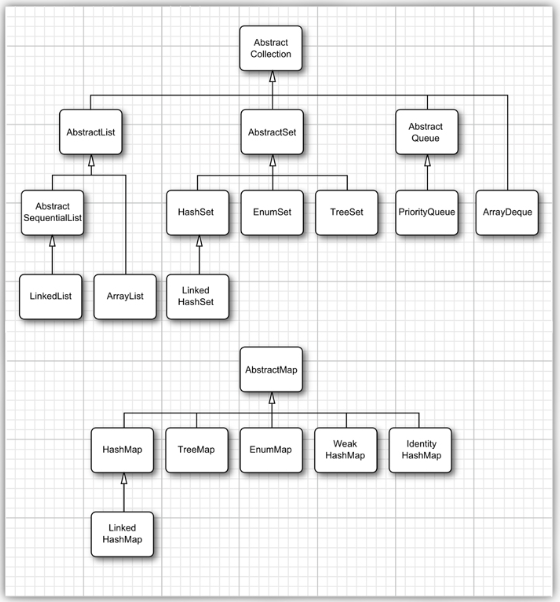 Abstract
Collection
AbstractList
AbstractSet
Abstract
Queue
Abstract
SequentialList
HashSet
EnumSet
TreeSet
PriorityQueue
ArrayDeque
LinkedList
ArrayList
Linked
HashSet
AbstractMap
HashMap
TreeMap
EnumMap
Weak
HashMap
Identity
HashMap
Linked
HashMap